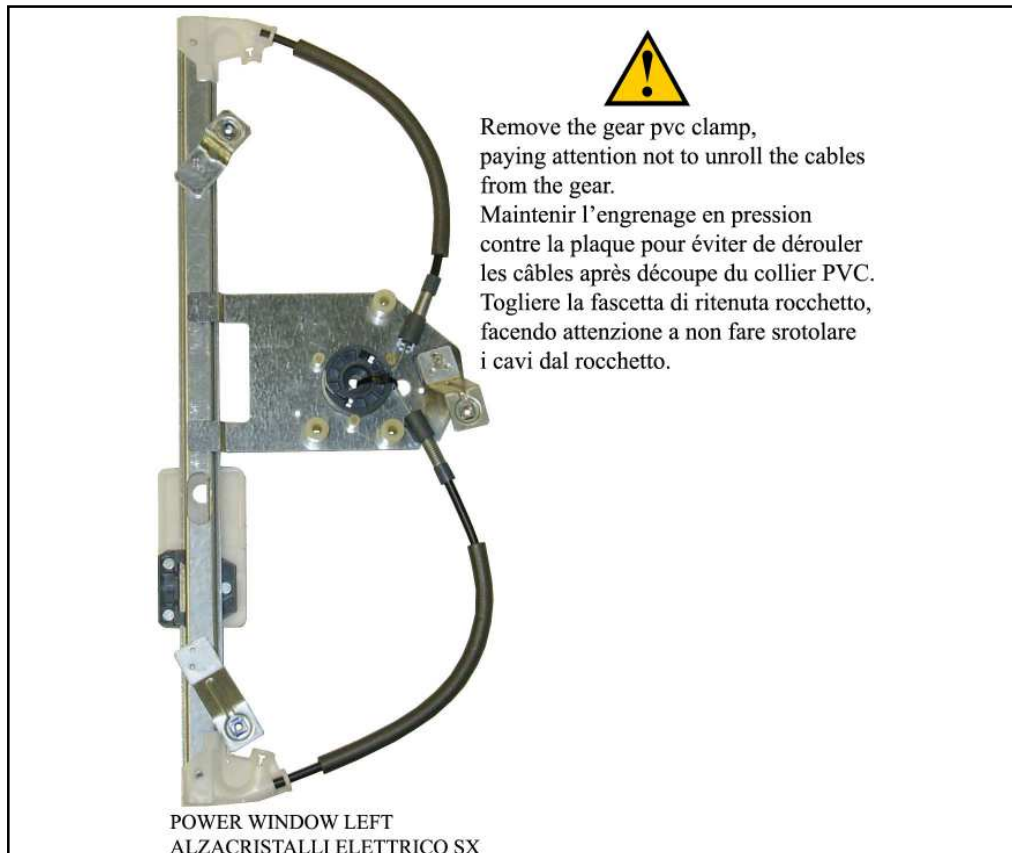 Remove the gear pvc clamp,
paying attention not to unroll the cables
from the gear.
Maintenir l’engrenage en pression
contre la plaque pour éviter de dérouler
les câbles après découpe du collier PVC.
Togliere la fascetta di ritenuta rocchetto,
facendo attenzione a non fare srotolare
i cavi dal rocchetto.
POWER WINDOW LEFT
ALZACRISTALLI ELETTRICO SX